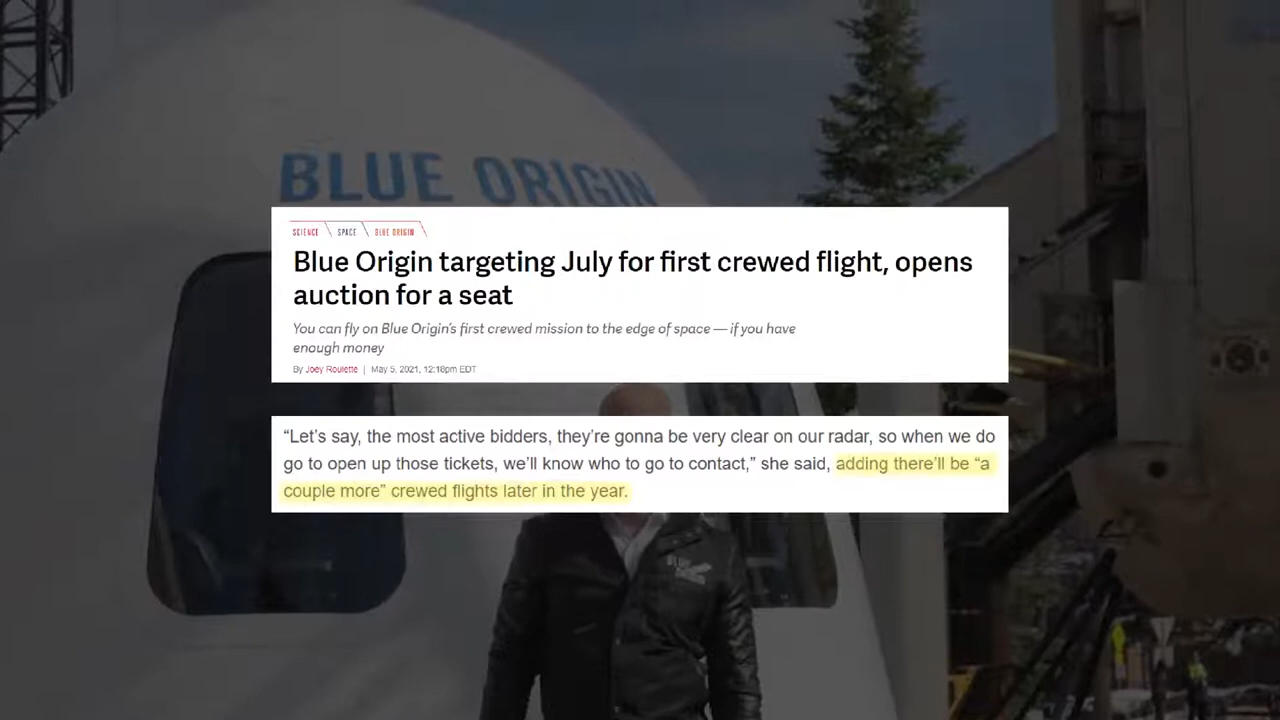 BLUE ORIGIN
SCIENCE SPACE BLUE ORIGIN
Blue Origin targeting July for first crewed flight, opens
auction for a seat
You can fly on Blue Origin's first crewed mission to the edge of space — if you have
enough money
By Joey Roulette | May 5, 2021, 12:18pm EDT
“Let’s say, the most active bidders, they’re gonna be very clear on our radar, so when we do
go to open up those tickets, we’ll know who to go to contact,” she said, adding there’ll be “a
couple more” crewed flights later in the year.
BLUE